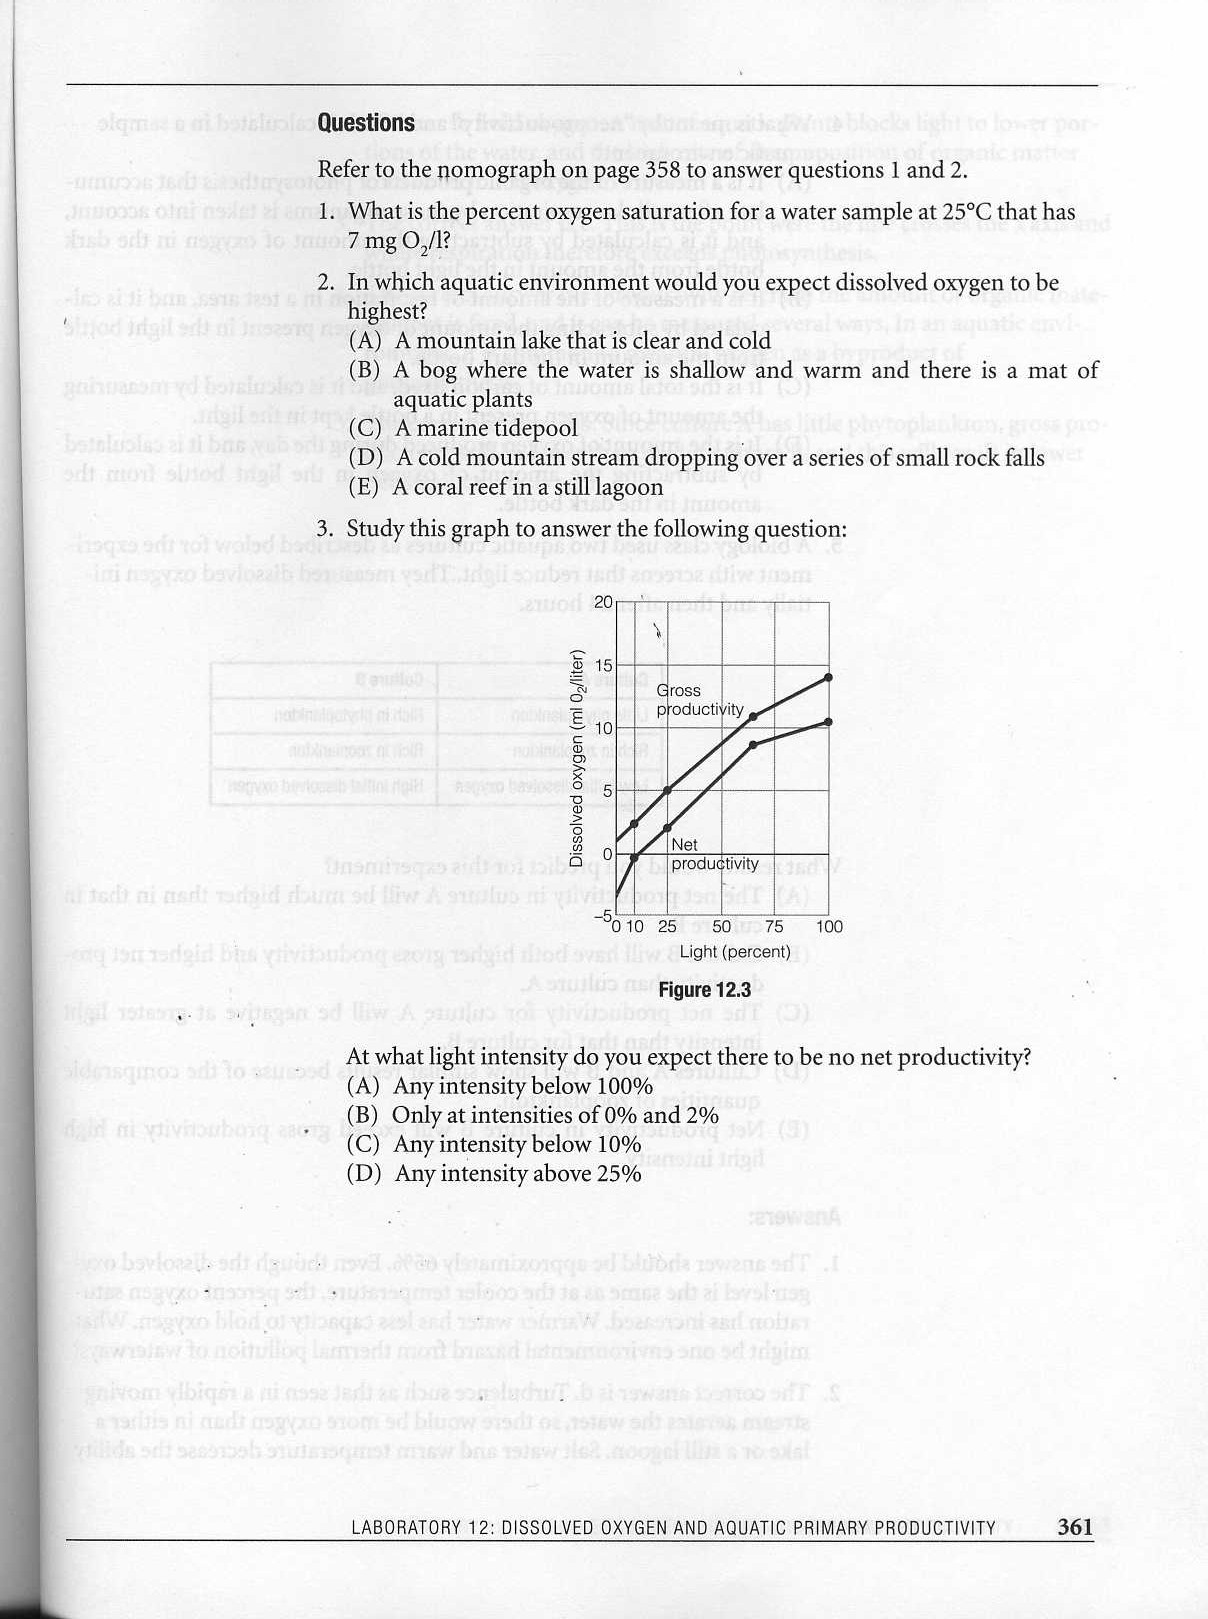 Questions
Refer to the nomograph on page 358 to answer questions 1 and 2.
1. What is the percent oxygen saturation for a water sample at 25°C that has
7 mg O₂/l?
2. In which aquatic environment would you expect dissolved oxygen to be
highest?
(A) A mountain lake that is clear and cold
(B) A bog where the water is shallow and warm and there is a mat of
aquatic plants
(C) A marine tidepool
(D) A cold mountain stream dropping over a series of small rock falls
(E) A coral reef in a still lagoon
3. Study this graph to answer the following question:
20
15
10
5
0
-5
Dissolved oxygen (ml O₂/liter)
Gross
productivity
Net
productivity
0 10 25 50 75 100
Light (percent)
Figure 12.3
At what light intensity do you expect there to be no net productivity?
(A) Any intensity below 100%
(B) Only at intensities of 0% and 2%
(C) Any intensity below 10%
(D) Any intensity above 25%
LABORATORY 12: DISSOLVED OXYGEN AND AQUATIC PRIMARY PRODUCTIVITY 361